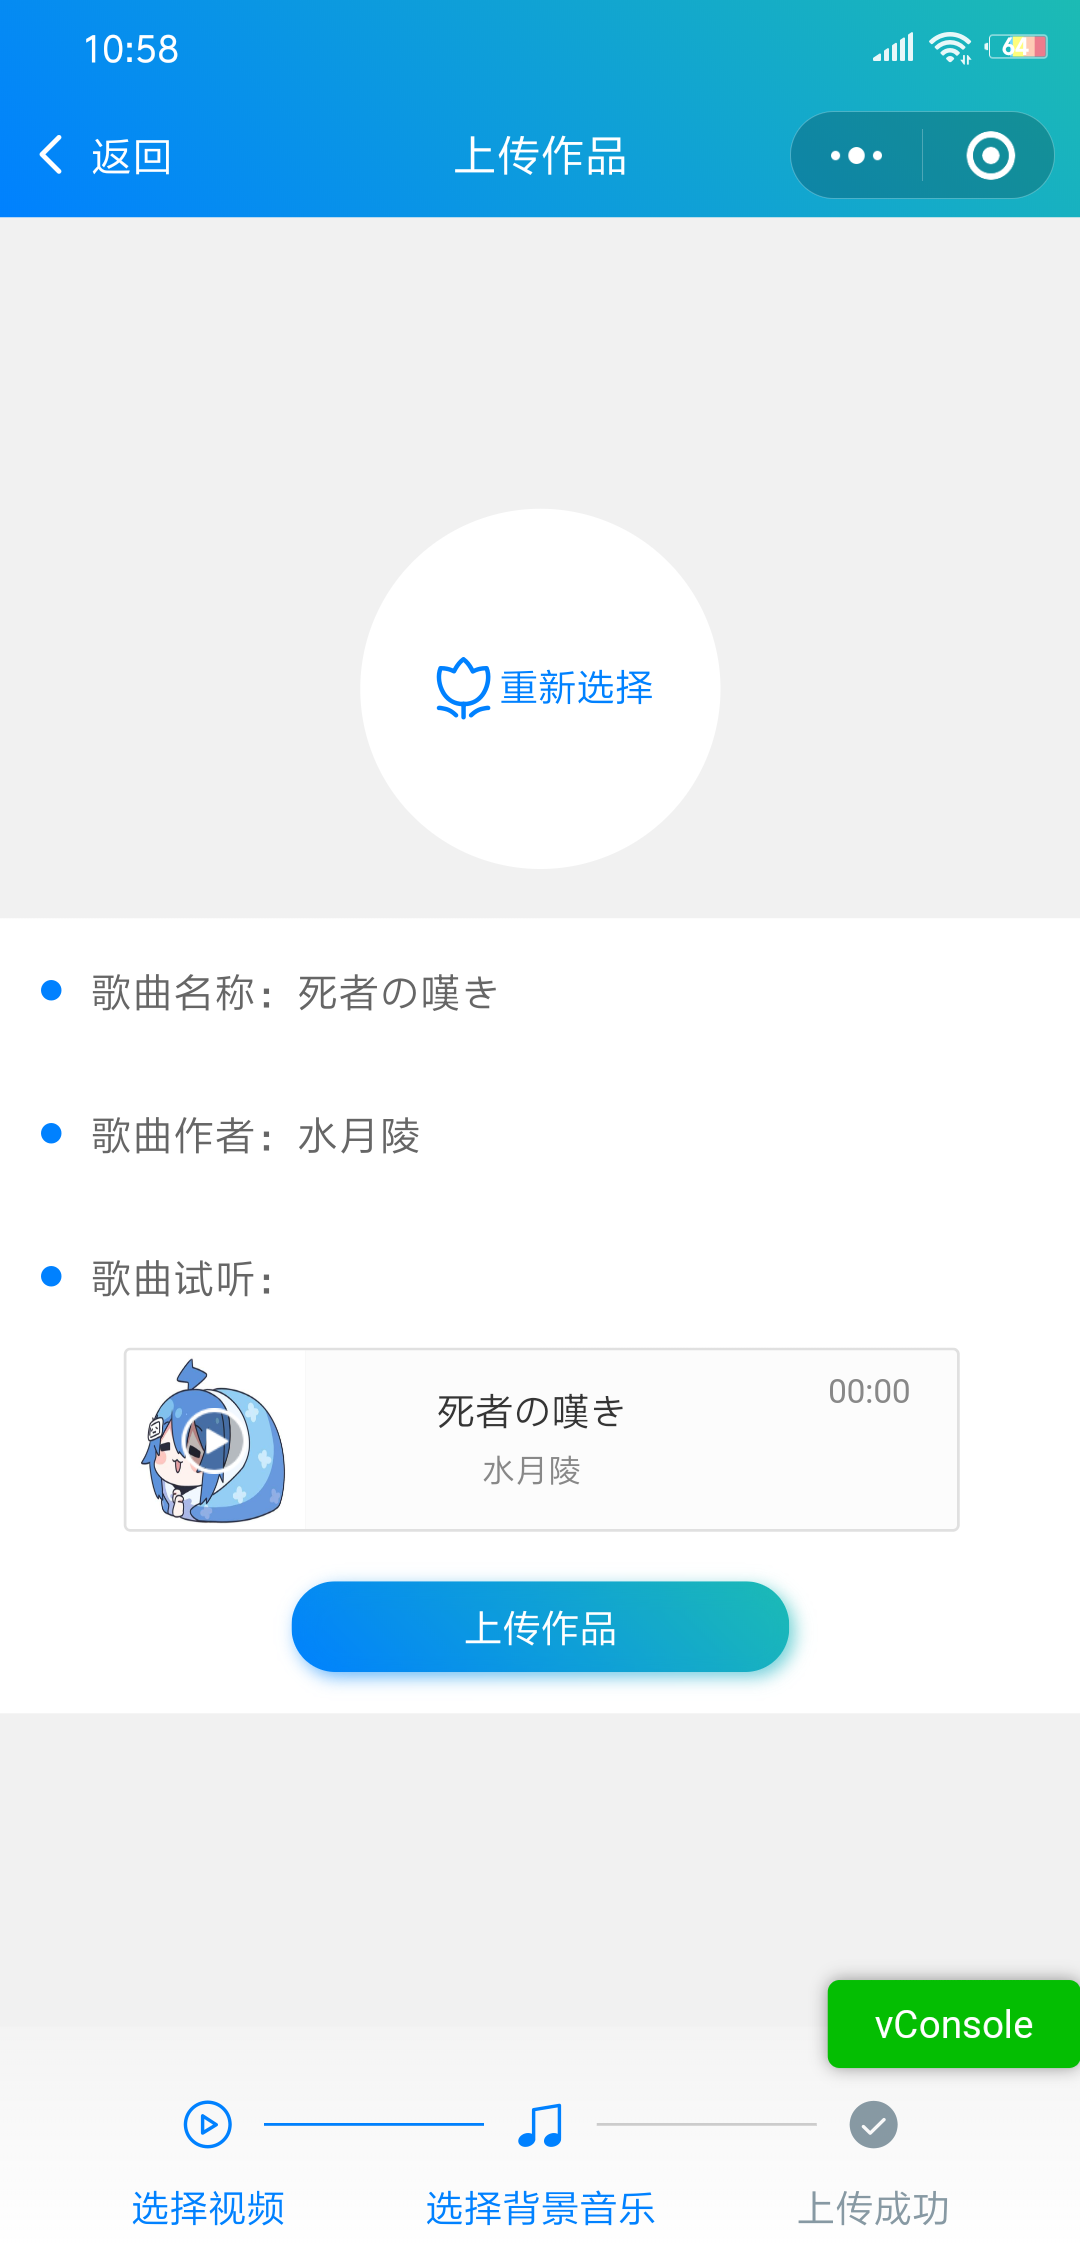 10:58
64
返回
上传作品
重新选择
歌曲名称：死者の嘆き
歌曲作者：水月陵
歌曲试听：
死者の嘆き
00:00
水月陵
上传作品
vConsole
选择视频
选择背景音乐
上传成功